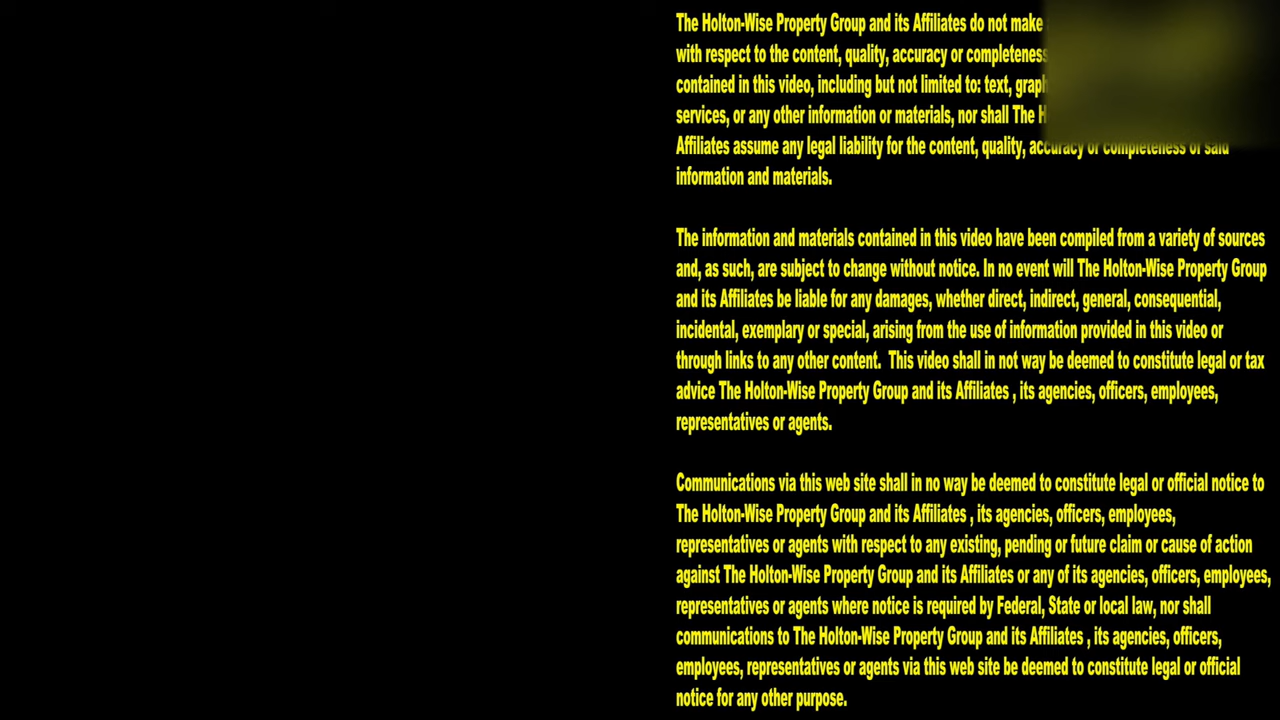 The Holton-Wise Property Group and its Affiliates do not make
with respect to the content, quality, accuracy or completeness
contained in this video, including but not limited to: text,
services, or any other information or materials, nor shall The
Affiliates assume any legal liability for the content, quality, accuracy or completeness of said
information and materials.
The information and materials contained in this video have been compiled from a variety of sources
and, as such, are subject to change without notice. In no event will The Holton-Wise Property Group
and its Affiliates be liable for any damages, whether direct, indirect, general, consequential,
incidental, exemplary or special, arising from the use of information provided in this video or
through links to any other content. This video shall in not way be deemed to constitute legal or tax
advice The Holton-Wise Property Group and its Affiliates , its agencies, officers, employees,
representatives or agents.
Communications via this web site shall in no way be deemed to constitute legal or official notice to
The Holton-Wise Property Group and its Affiliates , its agencies, officers, employees,
representatives or agents with respect to any existing, pending or future claim or cause of action
against The Holton-Wise Property Group and its Affiliates or any of its agencies, officers, employees,
representatives or agents where notice is required by Federal, State or local law, nor shall
communications to The Holton-Wise Property Group and its Affiliates , its agencies, officers,
employees, representatives or agents via this web site be deemed to constitute legal or official
notice for any other purpose.